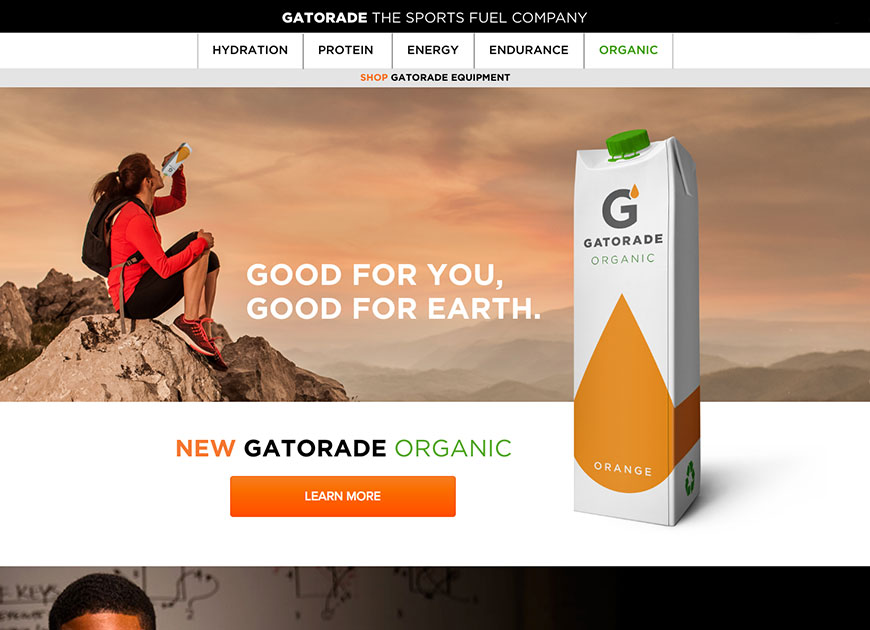 GATORADE THE SPORTS FUEL COMPANY
HYDRATION PROTEIN ENERGY ENDURANCE ORGANIC
SHOP GATORADE EQUIPMENT
G
GATORADE
ORGANIC
GOOD FOR YOU,
GOOD FOR EARTH.
ORANGE
NEW GATORADE ORGANIC
LEARN MORE
KEYS